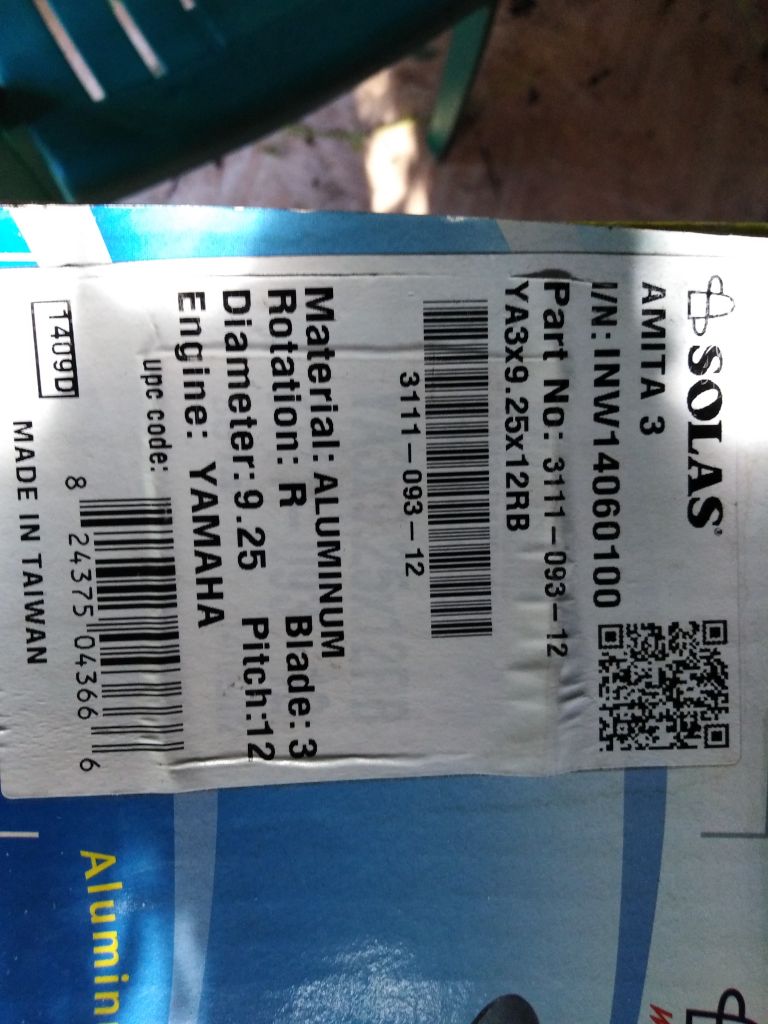 SOLAS
AMITA 3
I/N: INW14060100
Part No: 3111-093-12
YA3x9.25x12RB
3111-093-12
Material: ALUMINUM
Rotation: R Blade: 3
Diameter: 9.25 Pitch:12
Engine: YAMAHA
upc code:
8 24375 04366 6
1409D
MADE IN TAIWAN